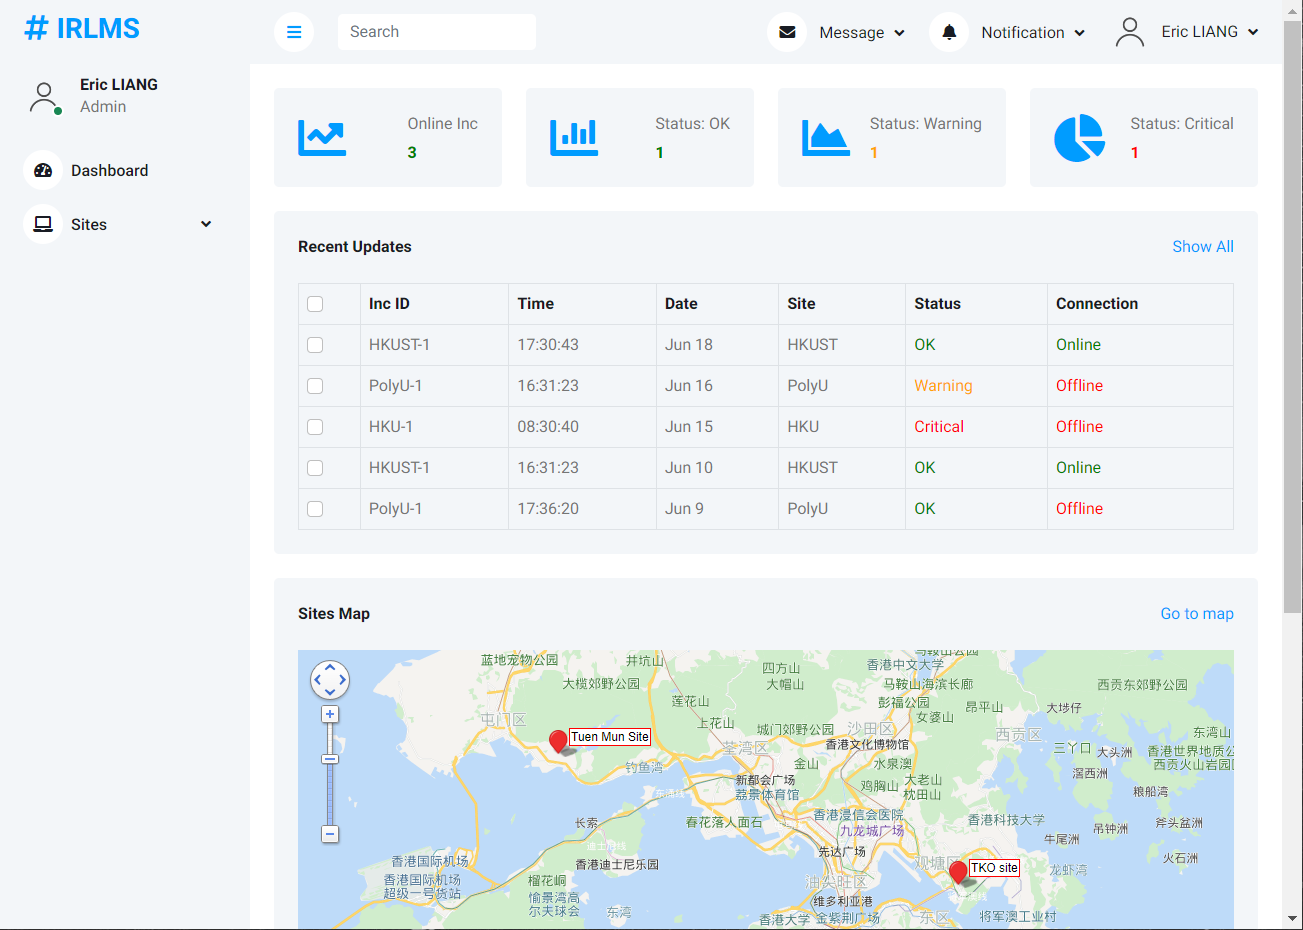 # IRLMS
Search
Message
Notification
Eric LIANG
Eric LIANG
Admin
Dashboard
Sites
Online Inc
3
Status: OK
1
Status: Warning
1
Status: Critical
1
Recent Updates
Show All
Inc ID Time Date Site Status Connection
HKUST-1 17:30:43 Jun 18 HKUST OK Online
PolyU-1 16:31:23 Jun 16 PolyU Warning Offline
HKU-1 08:30:40 Jun 15 HKU Critical Offline
HKUST-1 16:31:23 Jun 10 HKUST OK Online
PolyU-1 17:36:20 Jun 9 PolyU OK Offline
Sites Map
Go to map
蓝地宠物公园
井坑山
四方山
大帽山
香港中文大学
大榄郊野公园
马鞍山海滨长廊
西贡东郊野公园
莲花山
彭福公园
昂平山
大埗仔
屯门区
上花山
城门郊野公园
沙田区
女婆山
西贡区
东湾山
Tuen Mun Site
荃湾区
香港文化博物馆
三丫口
大头洲
香港世界地质公
西贡火山岩园
钓鱼湾
金山
水泉澳
滘西洲
新都会广场
荔景体育馆
鸡胸山
大老山
枕田山
粮船湾
长索
春花落人面石
香港浸信会医院
九龙城广场
香港科技大学
吊钟洲
斧头盆洲
牛尾洲
先达广场
香港国际机场
香港迪士尼乐园
观塘区
TKO site
龙虾湾
火石洲
香港国际机场
超级一号货站
榴花峒
油尖旺区
愉景湾高
尔夫球会
东湾
维多利亚港
香港大学
金紫荆广场
东区
将军澳工业村